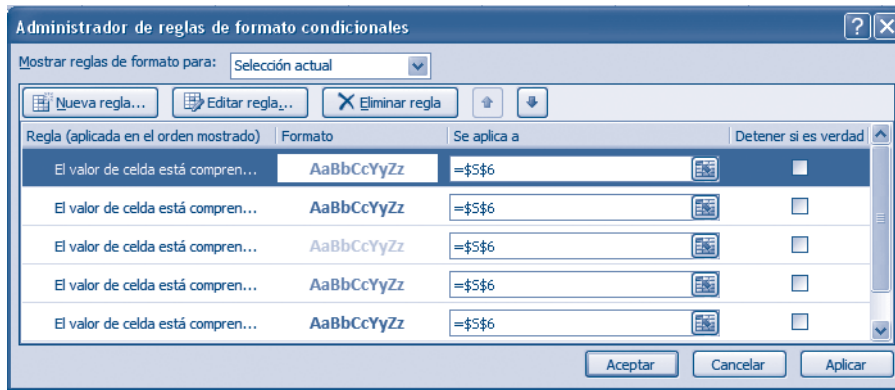 Administrador de reglas de formato condicionales
Mostrar reglas de formato para: Selección actual
Nueva regla... Editar regla... Eliminar regla
Regla (aplicada en el orden mostrado) Formato Se aplica a Detener si es verdad
El valor de celda está compren... AaBbCcYyZz =$S$6
El valor de celda está compren... AaBbCcYyZz =$S$6
El valor de celda está compren... AaBbCcYyZz =$S$6
El valor de celda está compren... AaBbCcYyZz =$S$6
El valor de celda está compren... AaBbCcYyZz =$S$6
Aceptar Cancelar Aplicar